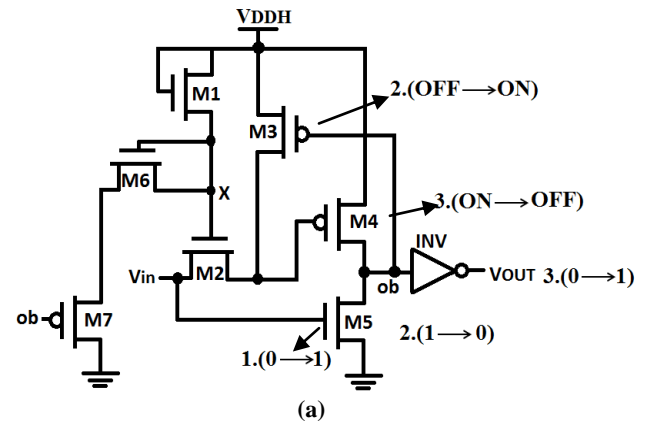 VDDH
M1
2.(OFF→ON)
M3
M6
X
3.(ON→OFF)
M4
INV
Vin
M2
ob
VOUT 3.(0→1)
ob
M7
M5
2.(1→0)
1.(0→1)
(a)